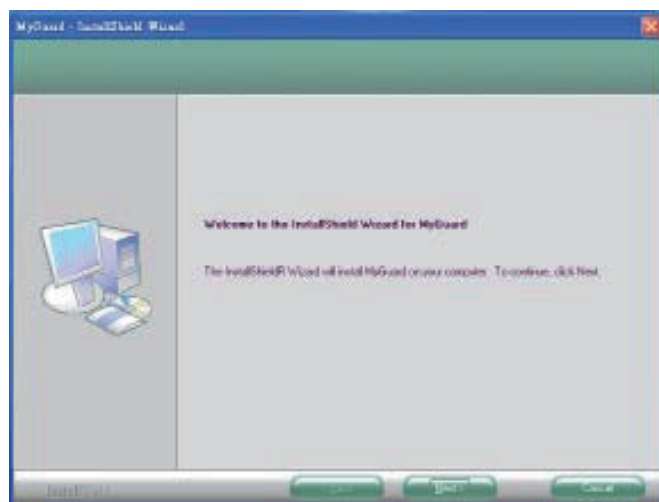 MyGuard - InstallShield Wizard
Welcome to the InstallShield Wizard for MyGuard
The InstallShieldR Wizard will install MyGuard on your computer. To continue, click Next.
InstallShield
Next
Cancel